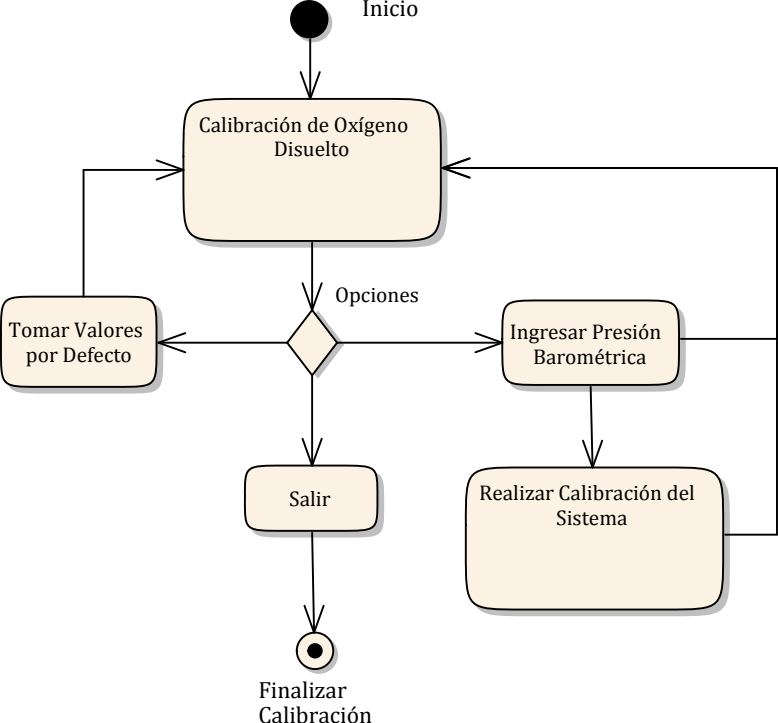 Inicio
Calibración de Oxígeno
Disuelto
Opciones
Tomar Valores
por Defecto
Ingresar Presión
Barométrica
Salir
Realizar Calibración del
Sistema
Finalizar
Calibración